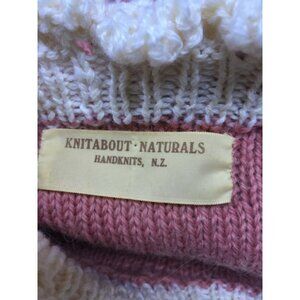 KNITABOUT · NATURALS
HANDKNITS, N.Z.